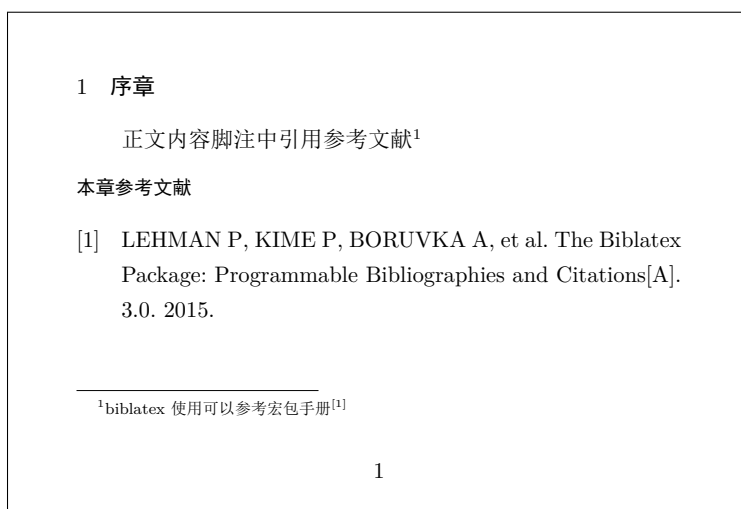 1 序章
正文内容脚注中引用参考文献1
本章参考文献
[1] LEHMAN P, KIME P, BORUVKA A, et al. The Biblatex
Package: Programmable Bibliographies and Citations[A].
3.0. 2015.
1biblatex 使用可以参考宏包手册[1]
1